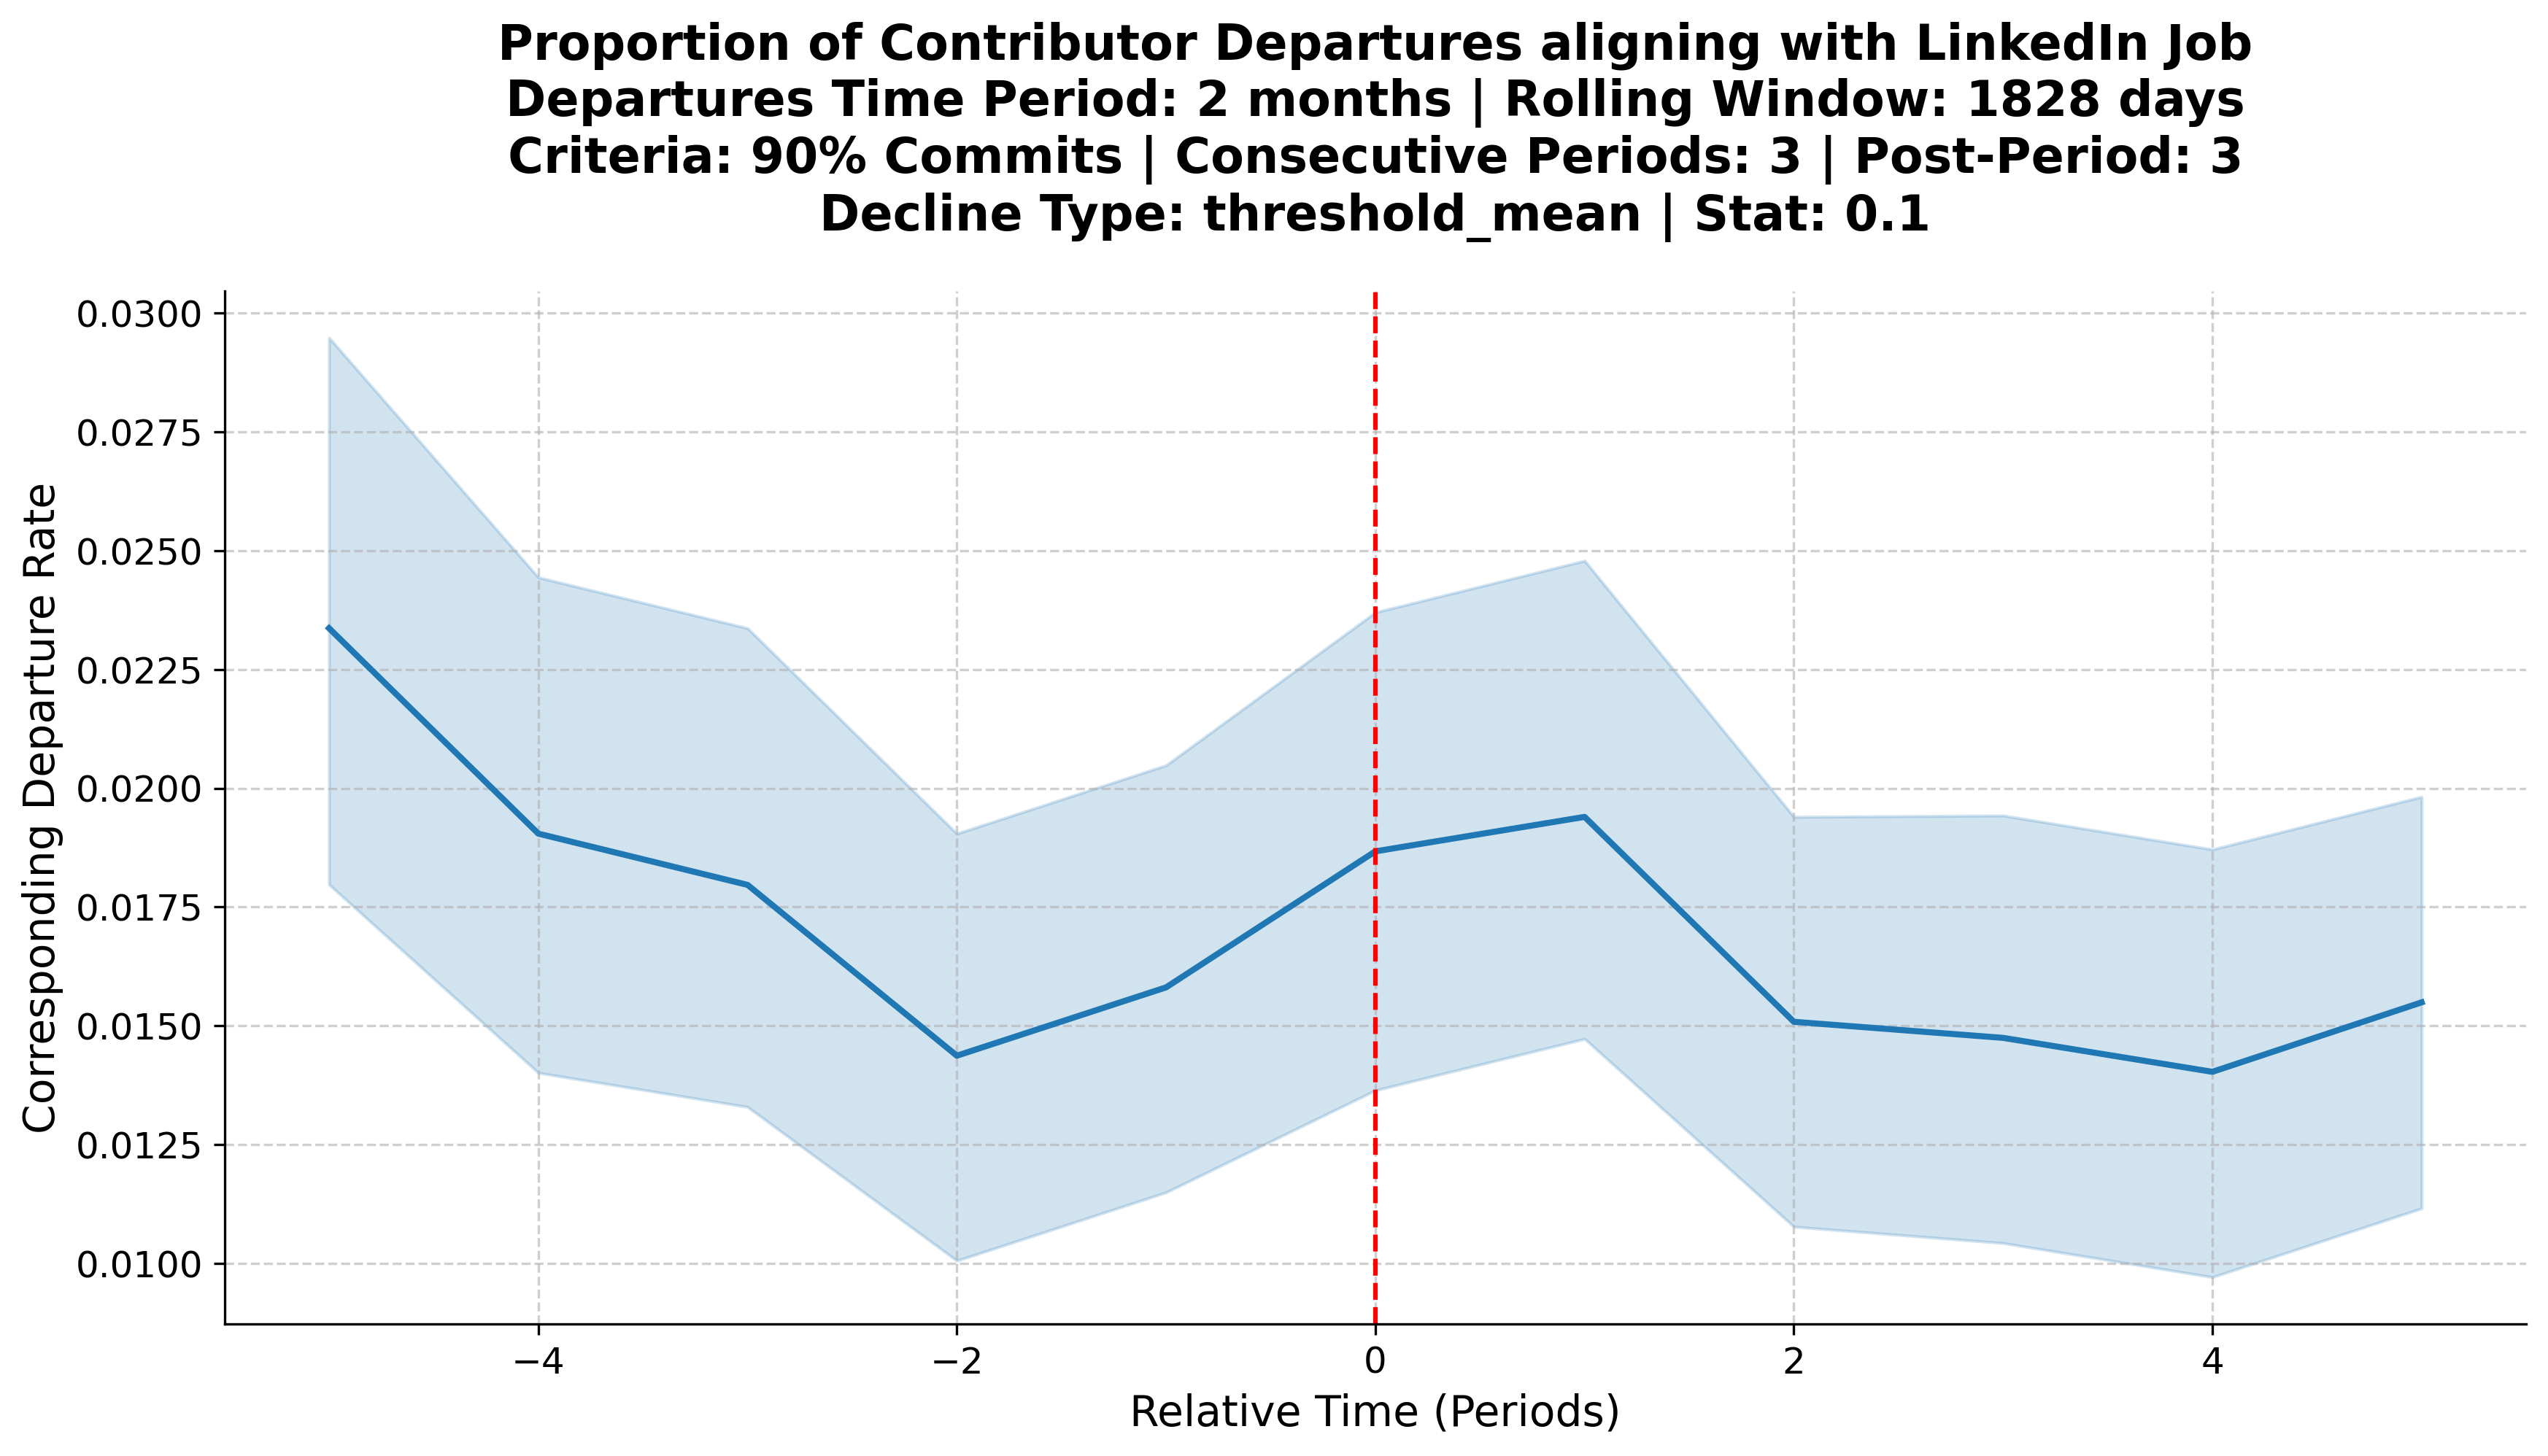 Proportion of Contributor Departures aligning with LinkedIn Job
Departures Time Period: 2 months | Rolling Window: 1828 days
Criteria: 90% Commits | Consecutive Periods: 3 | Post-Period: 3
Decline Type: threshold_mean | Stat: 0.1
Corresponding Departure Rate
0.0300
0.0275
0.0250
0.0225
0.0200
0.0175
0.0150
0.0125
0.0100
−4
−2
0
2
4
Relative Time (Periods)